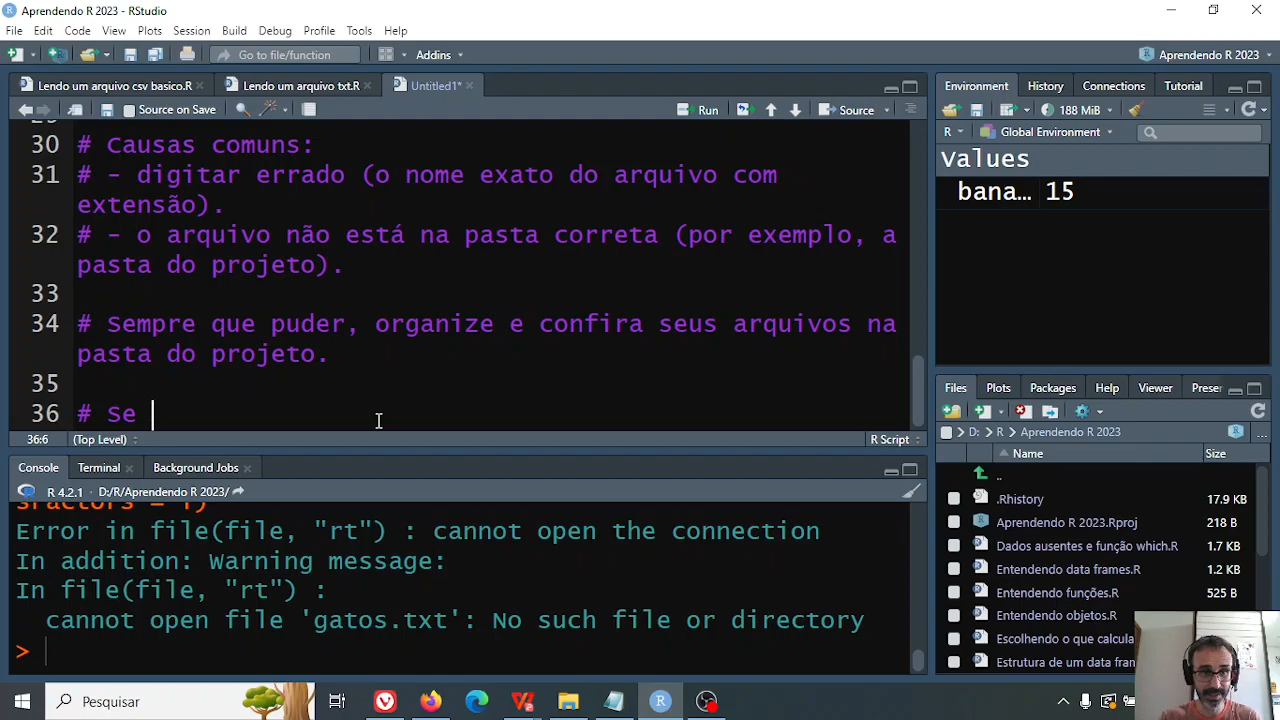 Aprendendo R 2023 - RStudio
File Edit Code View Plots Session Build Debug Profile Tools Help
Go to file/function
Addins
Aprendendo R 2023
Lendo um arquivo csv basico.R
Lendo um arquivo txt.R
Untitled1*
Source on Save
Run
Source
30 # Causas comuns:
31 # - digitar errado (o nome exato do arquivo com
extensão).
32 # - o arquivo não está na pasta correta (por exemplo, a
pasta do projeto).
33
34 # Sempre que puder, organize e confira seus arquivos na
pasta do projeto.
35
36 # Se
36:6 (Top Level) R Script
Console Terminal Background Jobs
R 4.2.1 · D:/R/Aprendendo R 2023/
Error in file(file, "rt") : cannot open the connection
In addition: Warning message:
In file(file, "rt") :
cannot open file 'gatos.txt': No such file or directory
>
Environment History Connections Tutorial
188 MiB
R Global Environment
Values
bana… 15
Files Plots Packages Help Viewer Preser
D: > R > Aprendendo R 2023
Name Size
..
.Rhistory 17.9 KB
Aprendendo R 2023.Rproj 218 B
Dados ausentes e função which.R 1.7 KB
Entendendo data frames.R 1.2 KB
Entendendo funções.R 525 B
Entendendo objetos.R
Escolhendo o que calcula
Estrutura de um data fran
Pesquisar